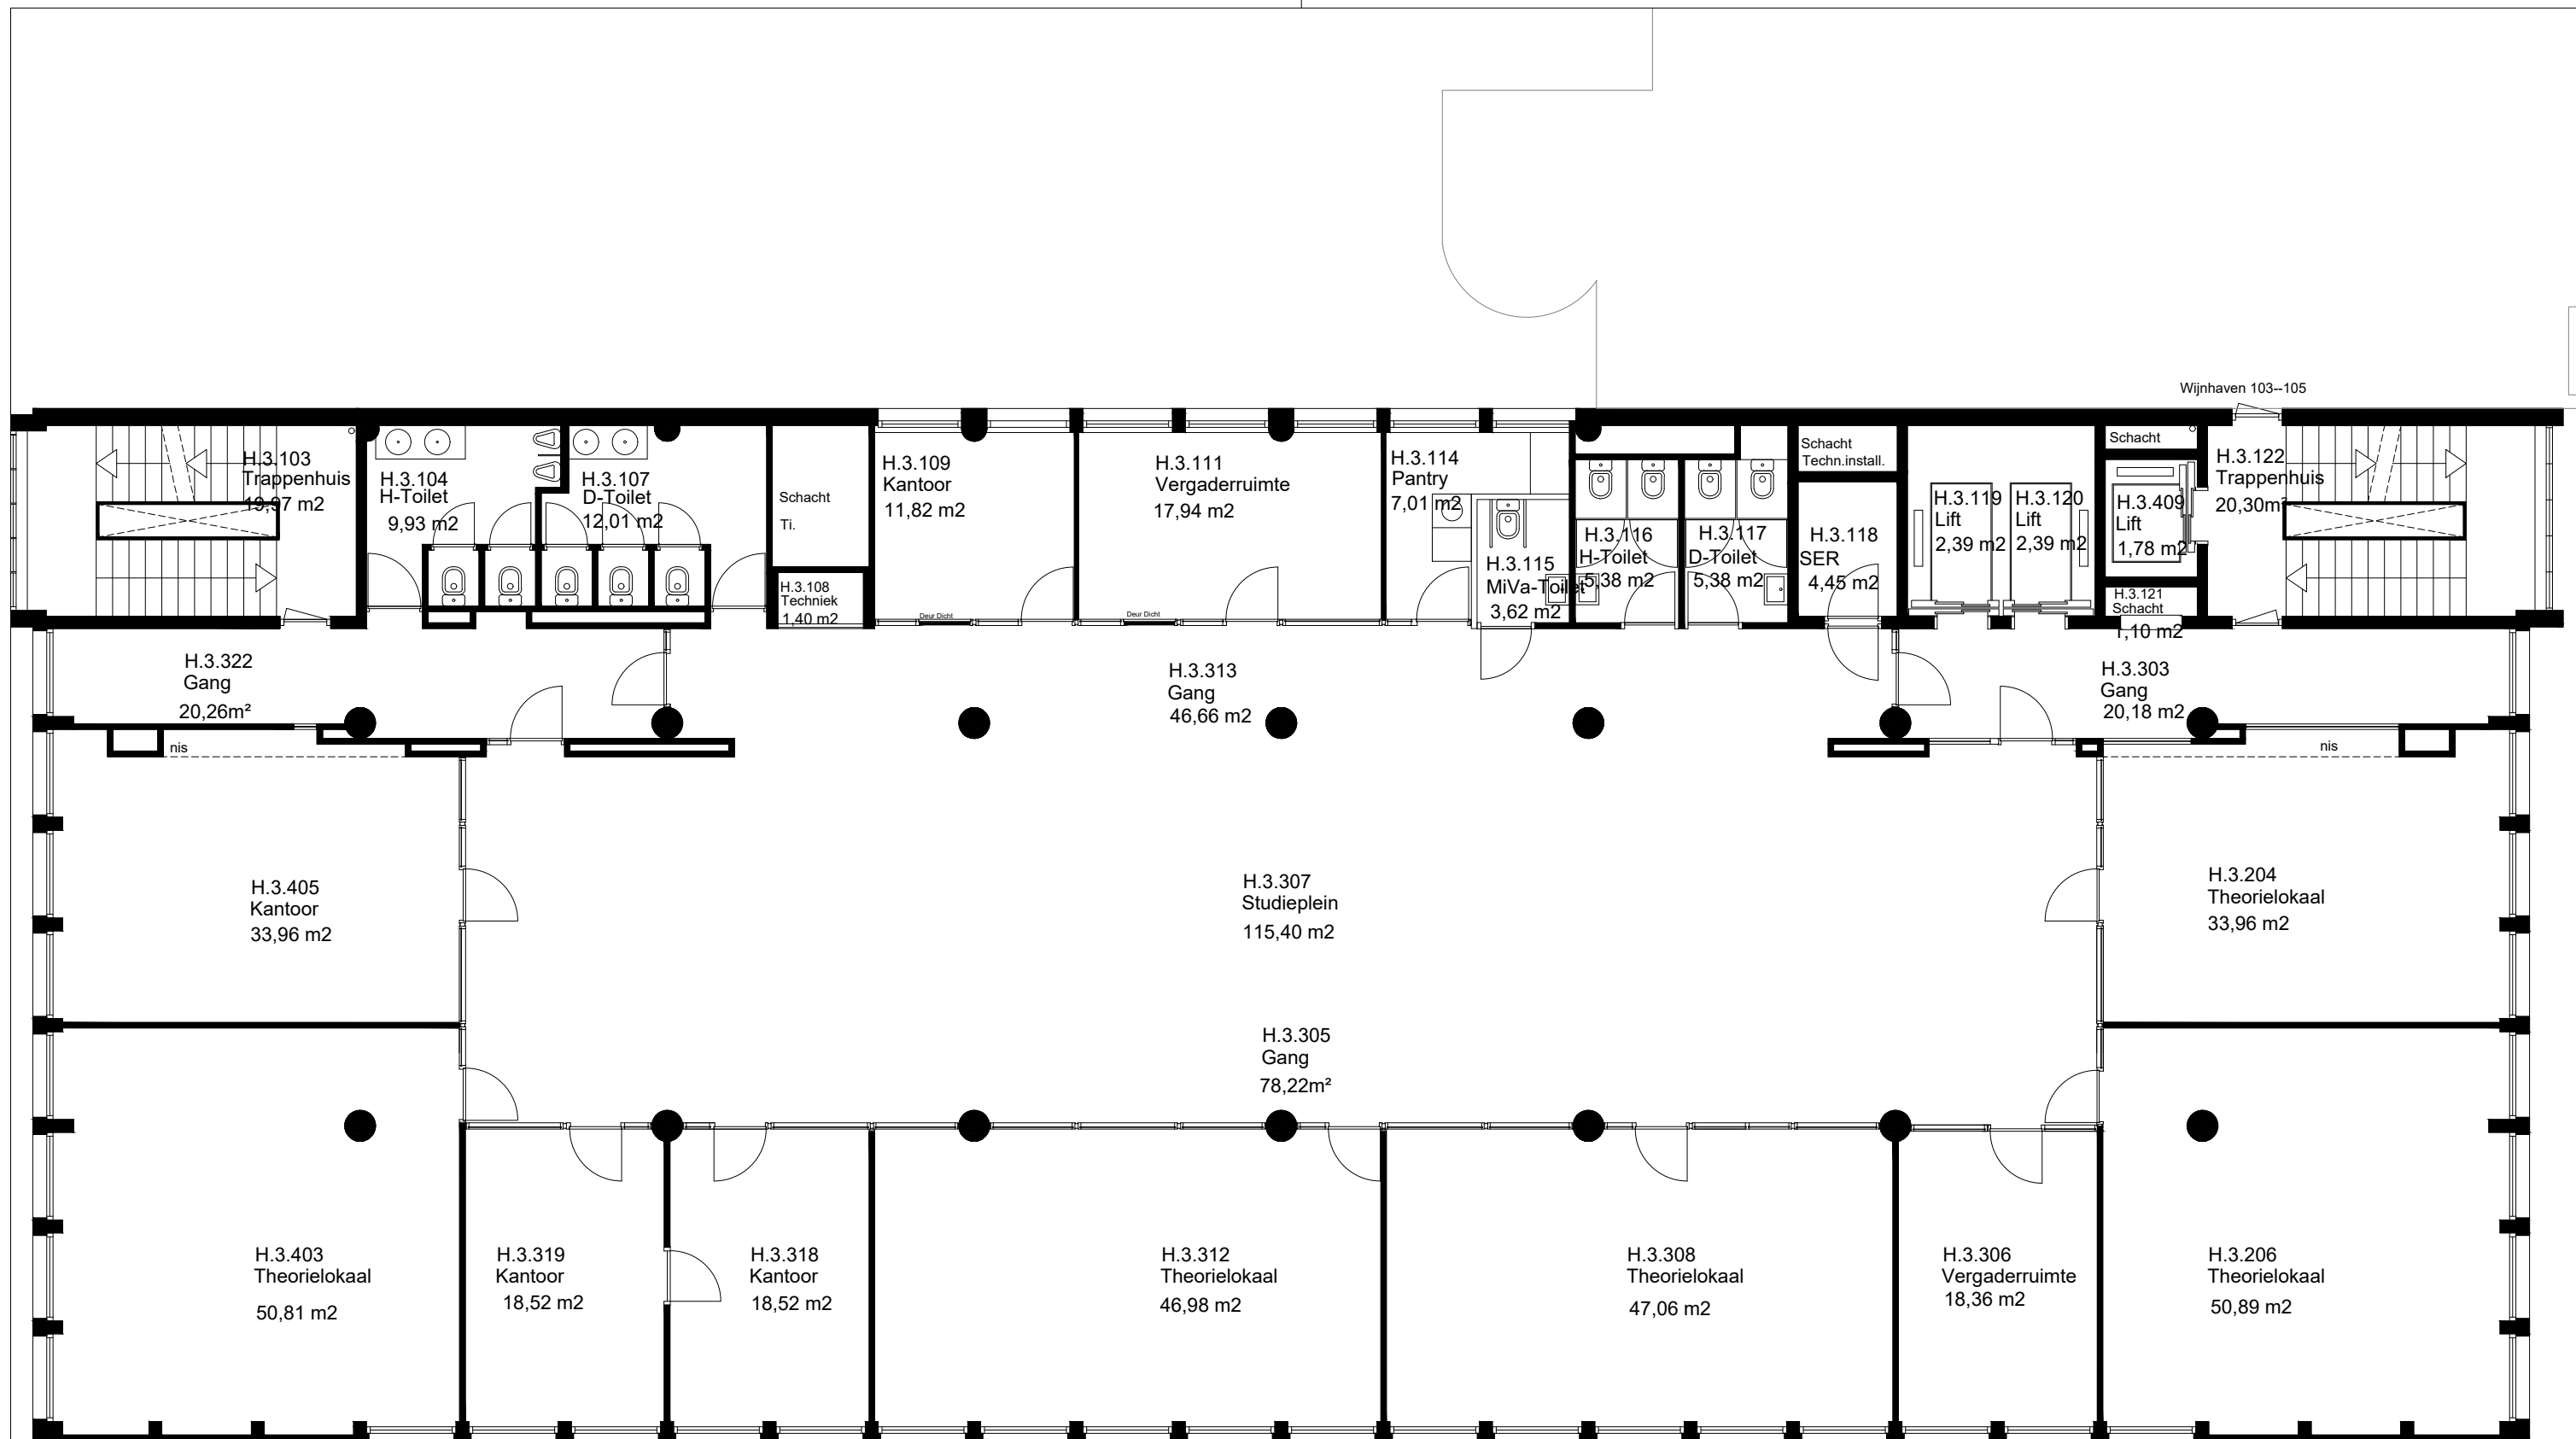 Wijnhaven 103--105
H.3.103
Trappenhuis
19,97 m2
H.3.104
H-Toilet
9,93 m2
H.3.107
D-Toilet
12,01 m2
Schacht
Ti.
H.3.108
Techniek
1,40 m2
H.3.109
Kantoor
11,82 m2
Deur Dicht
H.3.111
Vergaderruimte
17,94 m2
Deur Dicht
H.3.114
Pantry
7,01 m2
H.3.115
MiVa-Toilet
3,62 m2
H.3.116
H-Toilet
5,38 m2
H.3.117
D-Toilet
5,38 m2
Schacht
Techn.install.
H.3.118
SER
4,45 m2
H.3.119
Lift
2,39 m2
H.3.120
Lift
2,39 m2
Schacht
H.3.409
Lift
1,78 m2
H.3.121
Schacht
1,10 m2
H.3.122
Trappenhuis
20,30m²
H.3.322
Gang
20,26m²
H.3.313
Gang
46,66 m2
H.3.303
Gang
20,18 m2
nis
nis
H.3.405
Kantoor
33,96 m2
H.3.307
Studieplein
115,40 m2
H.3.204
Theorielokaal
33,96 m2
H.3.305
Gang
78,22m²
H.3.403
Theorielokaal
50,81 m2
H.3.319
Kantoor
18,52 m2
H.3.318
Kantoor
18,52 m2
H.3.312
Theorielokaal
46,98 m2
H.3.308
Theorielokaal
47,06 m2
H.3.306
Vergaderruimte
18,36 m2
H.3.206
Theorielokaal
50,89 m2